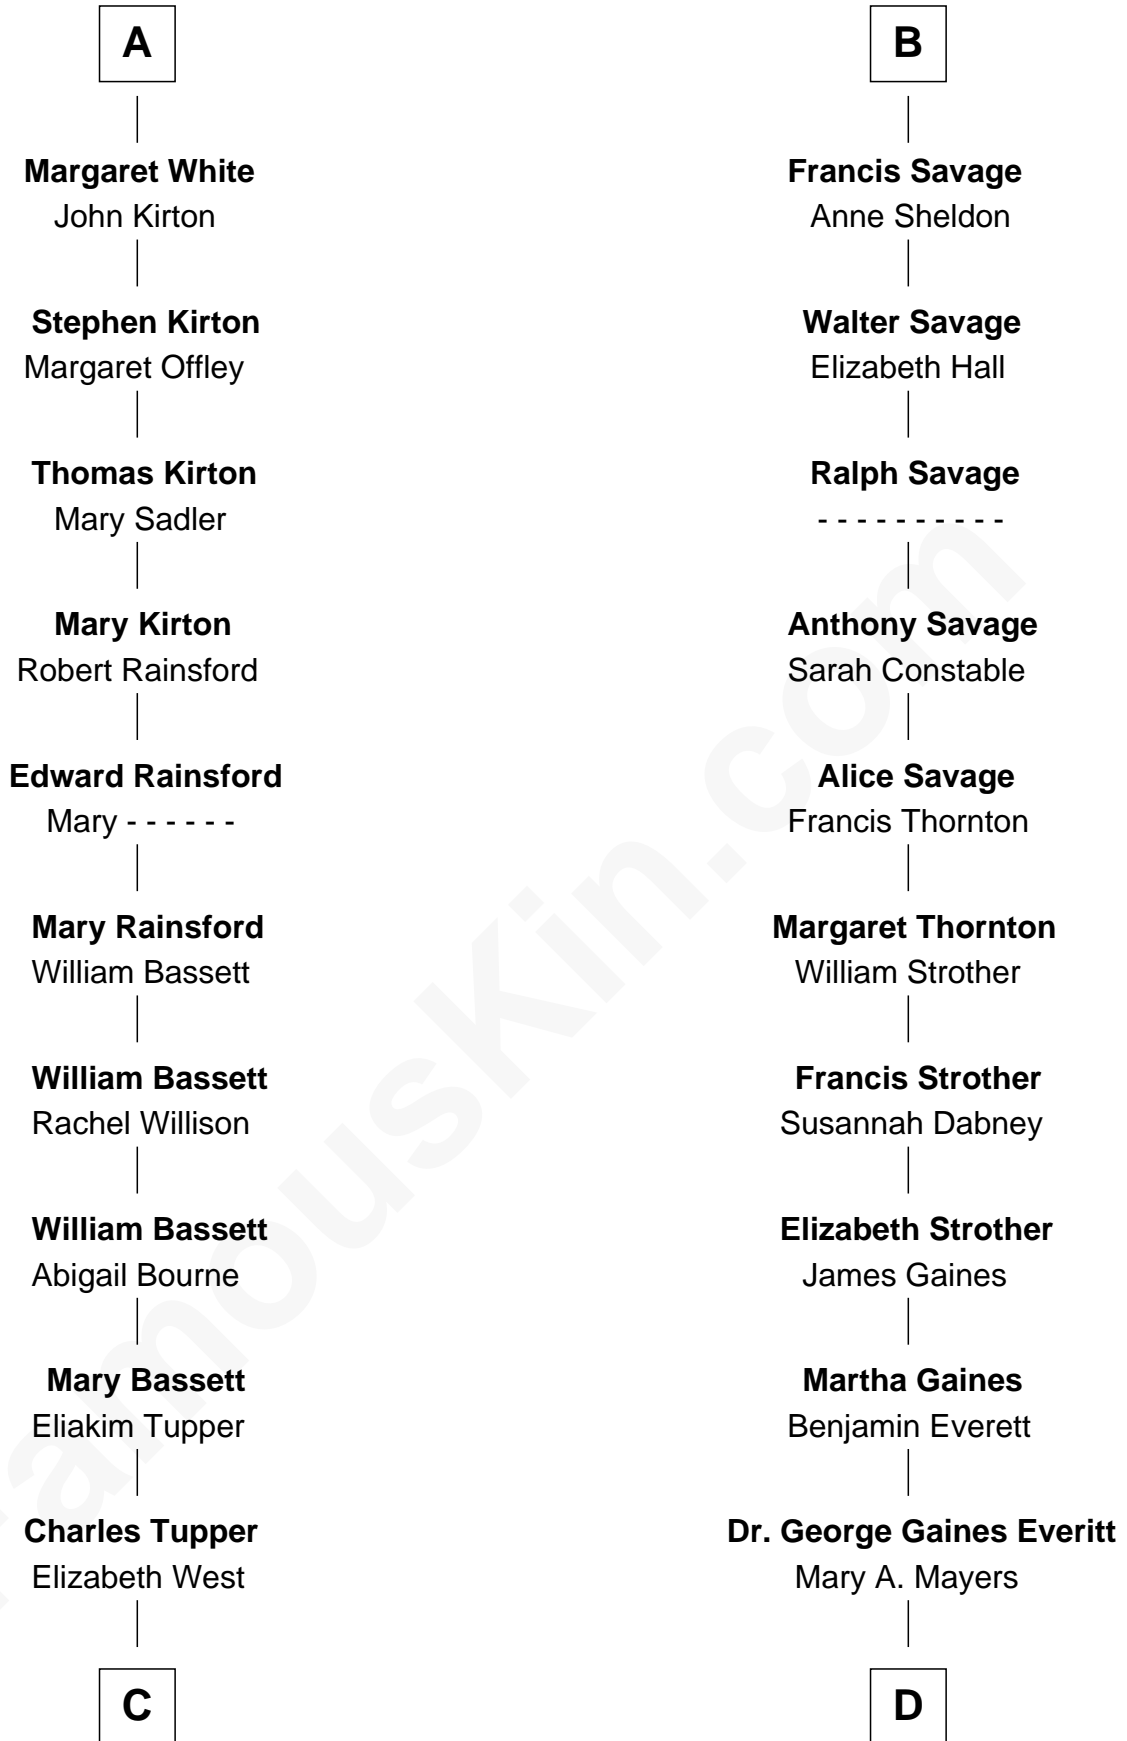 A
Margaret White
John Kirton
Stephen Kirton
Margaret Offley
Thomas Kirton
Mary Sadler
Mary Kirton
Robert Rainsford
Edward Rainsford
Mary - - - - - -
Mary Rainsford
William Bassett
William Bassett
Rachel Willison
William Bassett
Abigail Bourne
Mary Bassett
Eliakim Tupper
Charles Tupper
Elizabeth West
C
B
Francis Savage
Anne Sheldon
Walter Savage
Elizabeth Hall
Ralph Savage
- - - - - - - - - -
Anthony Savage
Sarah Constable
Alice Savage
Francis Thornton
Margaret Thornton
William Strother
Francis Strother
Susannah Dabney
Elizabeth Strother
James Gaines
Martha Gaines
Benjamin Everett
Dr. George Gaines Everitt
Mary A. Mayers
D
FamousKin.com